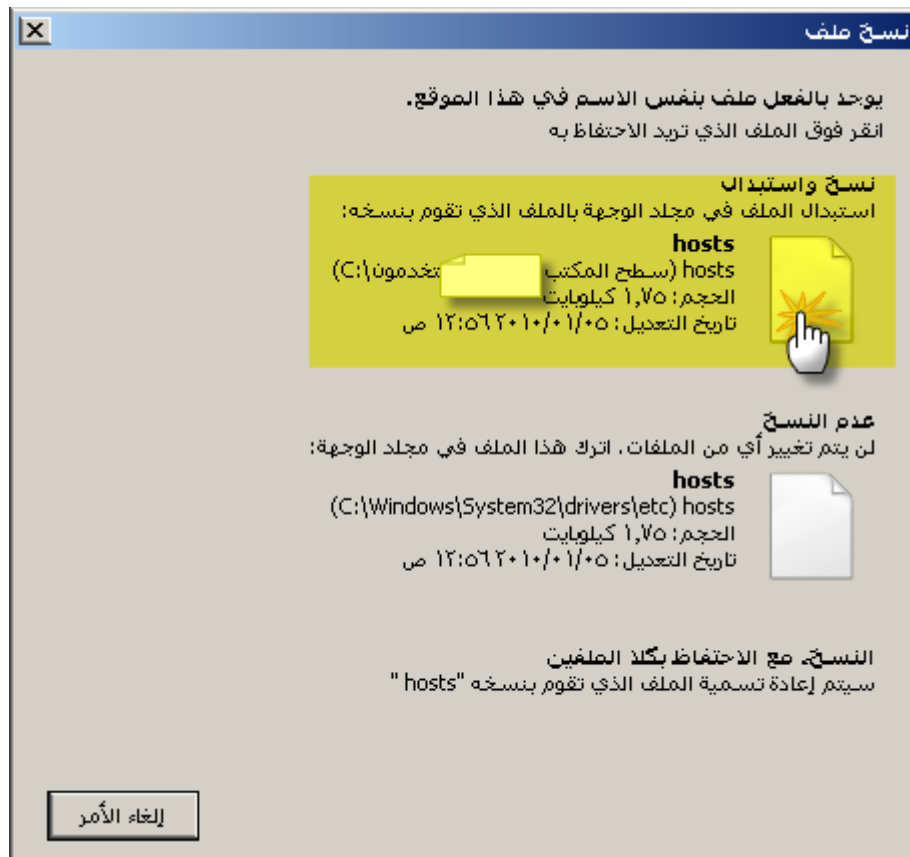 نسخ ملف
يوجد بالفعل ملف بنفس الاسم في هذا الموقع.
انقر فوق الملف الذي تريد الاحتفاظ به
نسخ واستبدال
استبدال الملف في مجلد الوجهة بالملف الذي تقوم بنسخه:
hosts
hosts (سطح المكتب تخدمون\C:)
الحجم: ١,٧٥ كيلوبايت
تاريخ التعديل: ٢٠١٠/٠١/٠٥ ١٢:٥٦ ص
عدم النسخ
لن يتم تغيير أي من الملفات. اترك هذا الملف في مجلد الوجهة:
hosts
hosts (C:\Windows\System32\drivers\etc)
الحجم: ١,٧٥ كيلوبايت
تاريخ التعديل: ٢٠١٠/٠١/٠٥ ١٢:٥٦ ص
النسخ، مع الاحتفاظ بكلا الملفين
سيتم إعادة تسمية الملف الذي تقوم بنسخه "hosts "
إلغاء الأمر